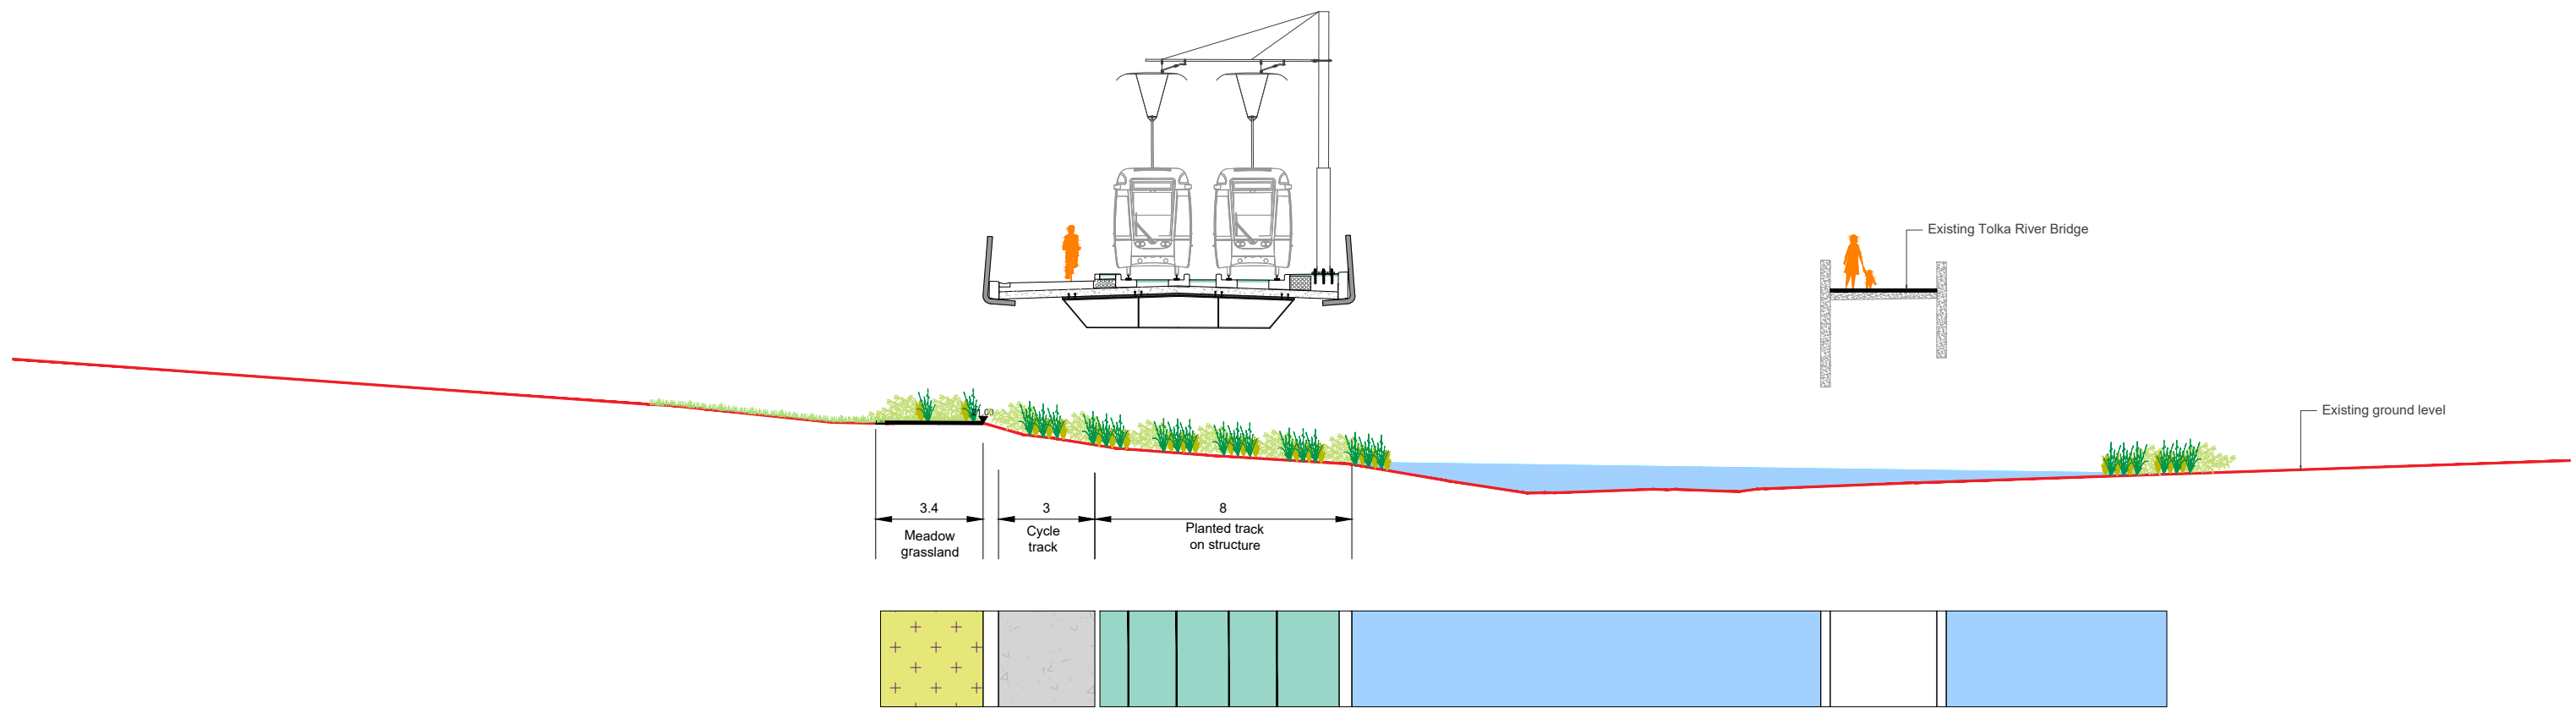 Existing Tolka River Bridge
Existing ground level
3.4
Meadow
grassland
3
Cycle
track
8
Planted track
on structure